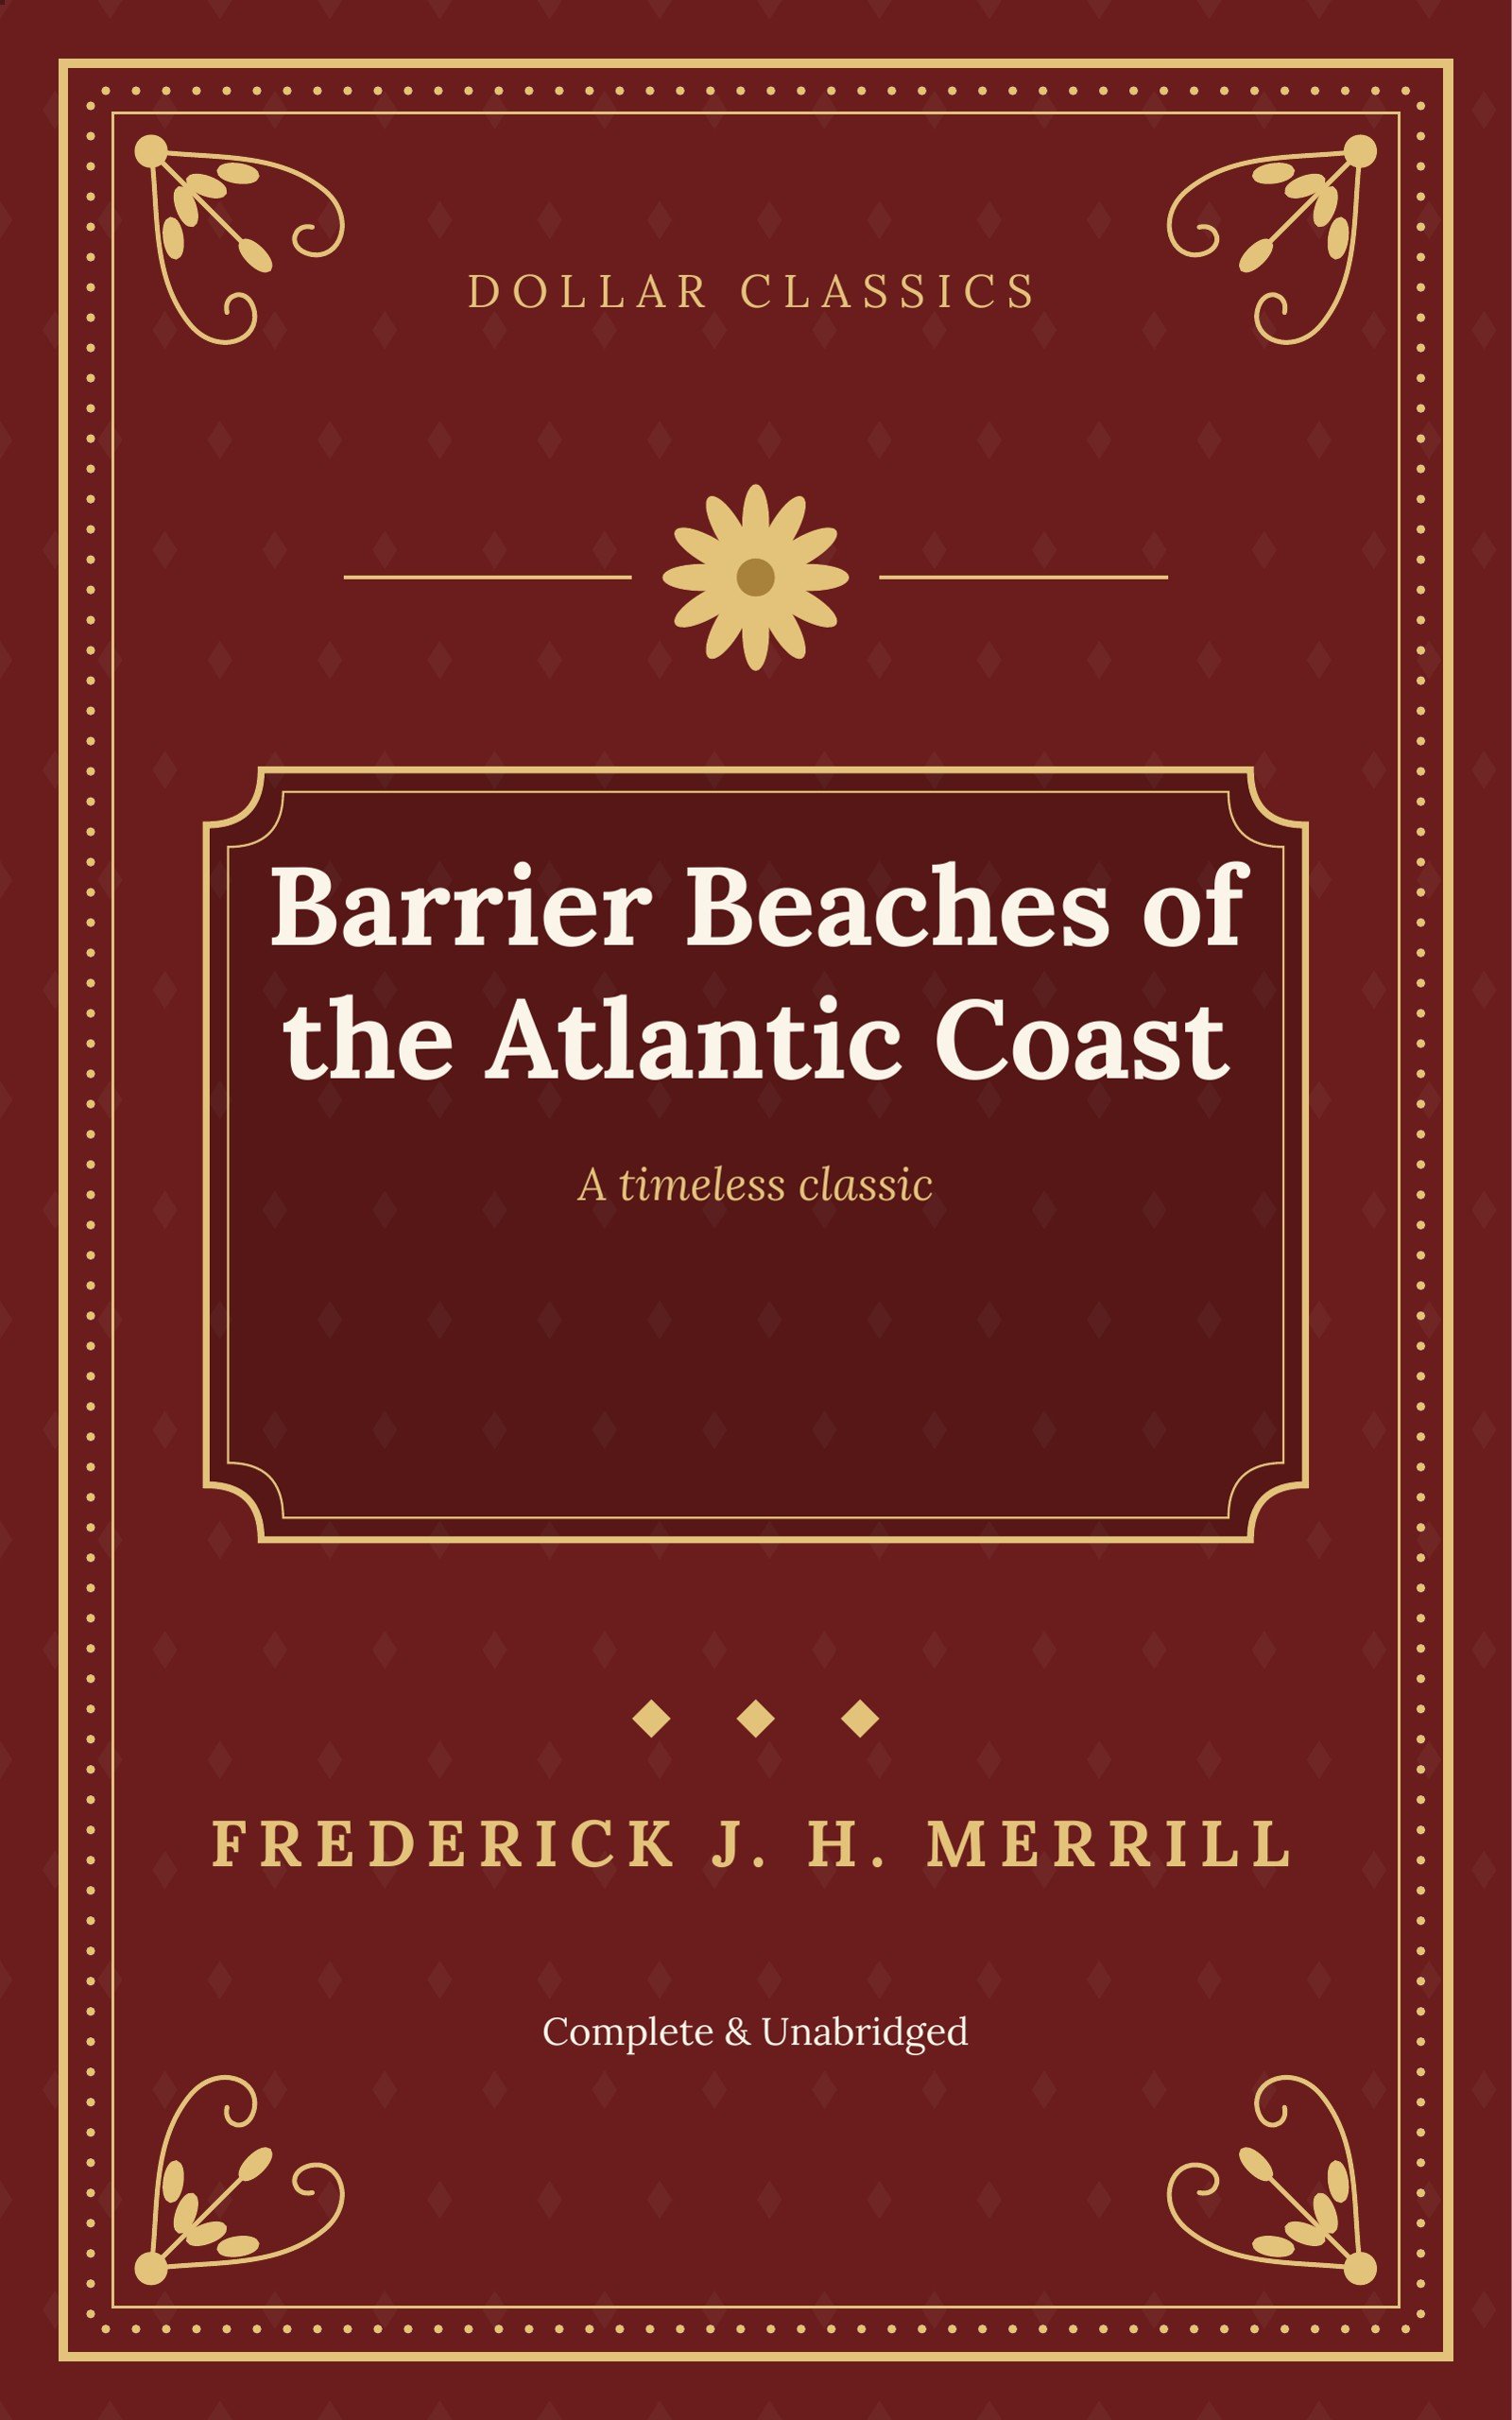 DOLLAR CLASSICS
Barrier Beaches of
the Atlantic Coast
A timeless classic
FREDERICK J. H. MERRILL
Complete & Unabridged